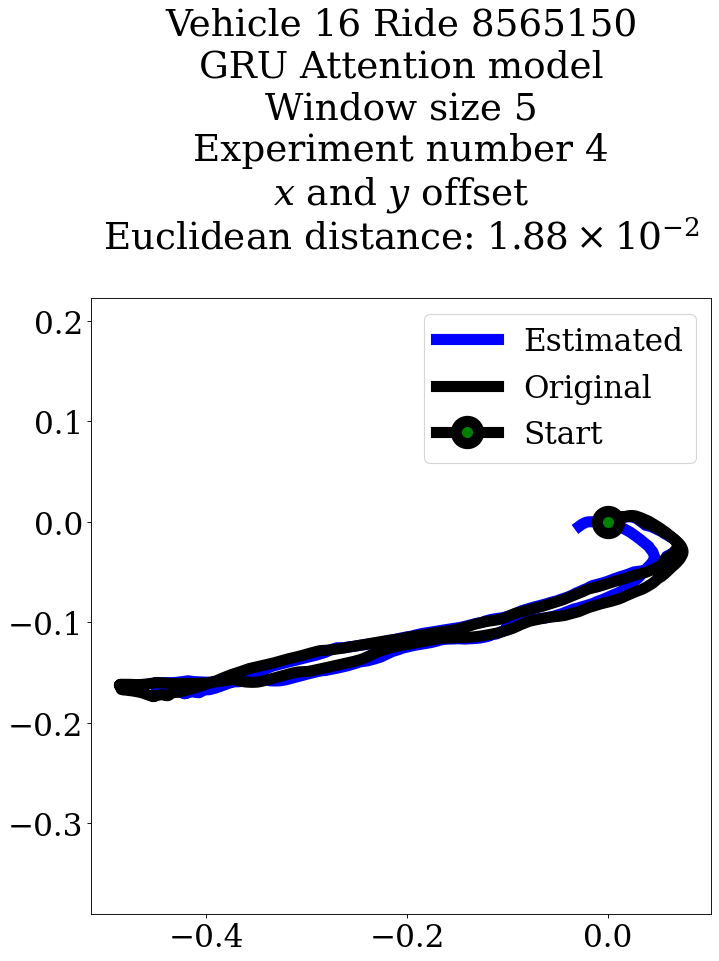 Vehicle 16 Ride 8565150
GRU Attention model
Window size 5
Experiment number 4
x and y offset
Euclidean distance: 1.88 × 10⁻²
Estimated
Original
Start
0.2
0.1
0.0
−0.1
−0.2
−0.3
−0.4 −0.2 0.0